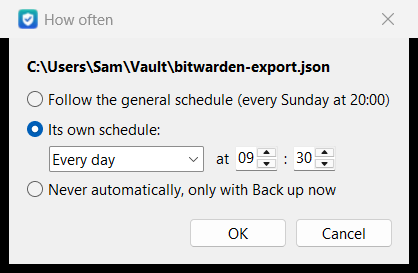 How often
C:\Users\Sam\Vault\bitwarden-export.json
Follow the general schedule (every Sunday at 20:00)
Its own schedule:
Every day at 09 : 30
Never automatically, only with Back up now
OK Cancel